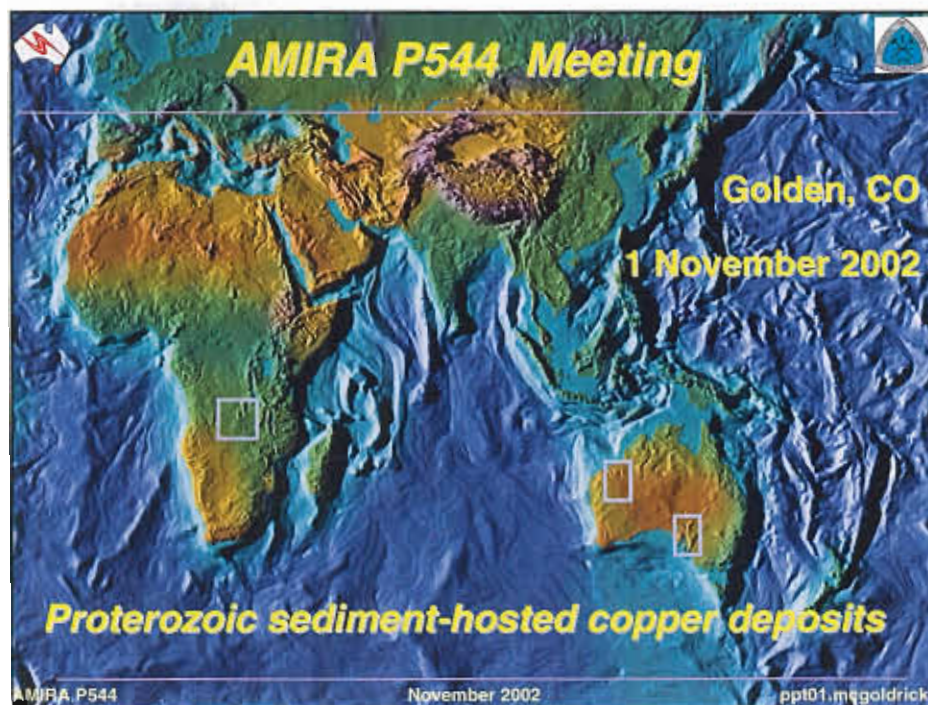 AMIRA P544 Meeting
Golden, CO
1 November 2002
Proterozoic sediment-hosted copper deposits
AMIRA.P544
November 2002
ppt01.mcgoldrick